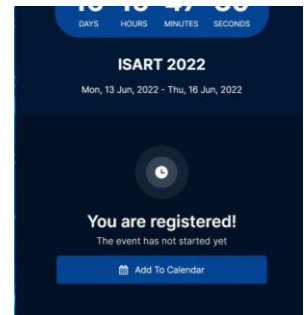 DAYS HOURS MINUTES SECONDS
ISART 2022
Mon, 13 Jun, 2022 - Thu, 16 Jun, 2022
You are registered!
The event has not started yet
Add To Calendar